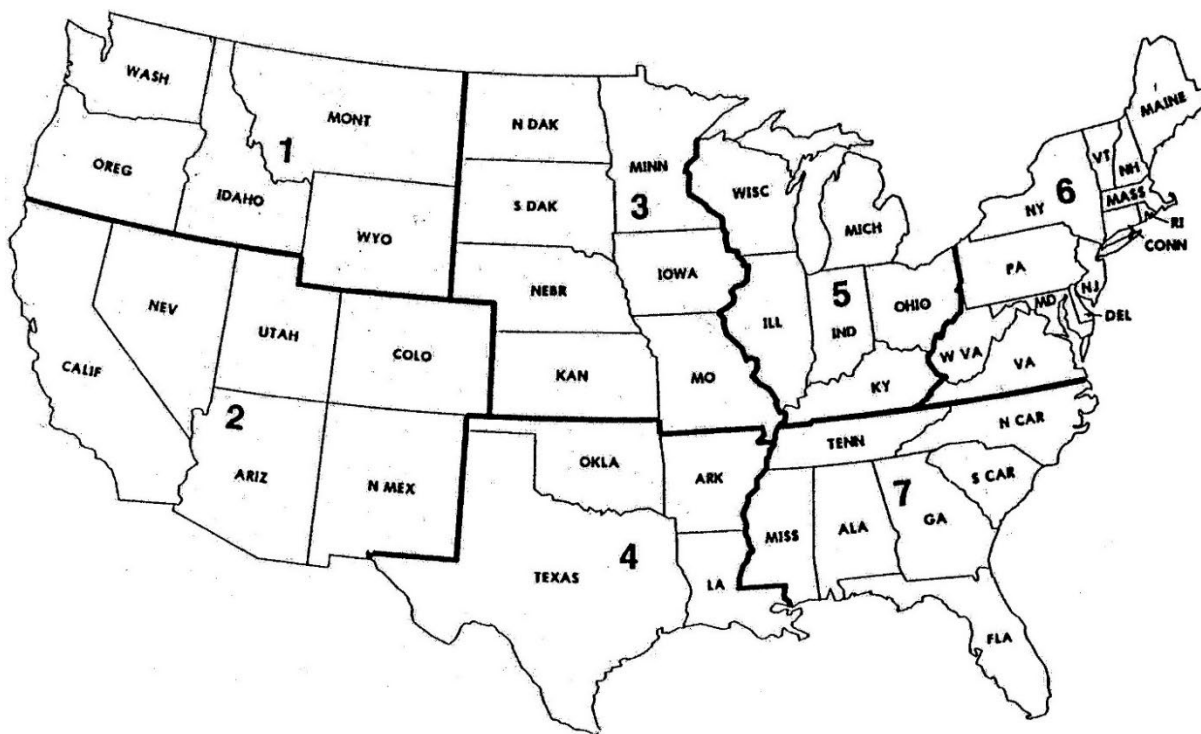 WASH
MONT
N DAK
MINN
MAINE
OREG
1
IDAHO
WYO
S DAK
3
WISC
MICH
6
VT
NH
NY
MASS
RI
CONN
NEV
UTAH
COLO
NEBR
IOWA
ILL
5
IND
OHIO
PA
NJ
MD
DEL
CALIF
KAN
MO
KY
W VA
VA
2
ARIZ
N MEX
OKLA
ARK
TENN
N CAR
S CAR
7
TEXAS
4
LA
MISS
ALA
GA
FLA